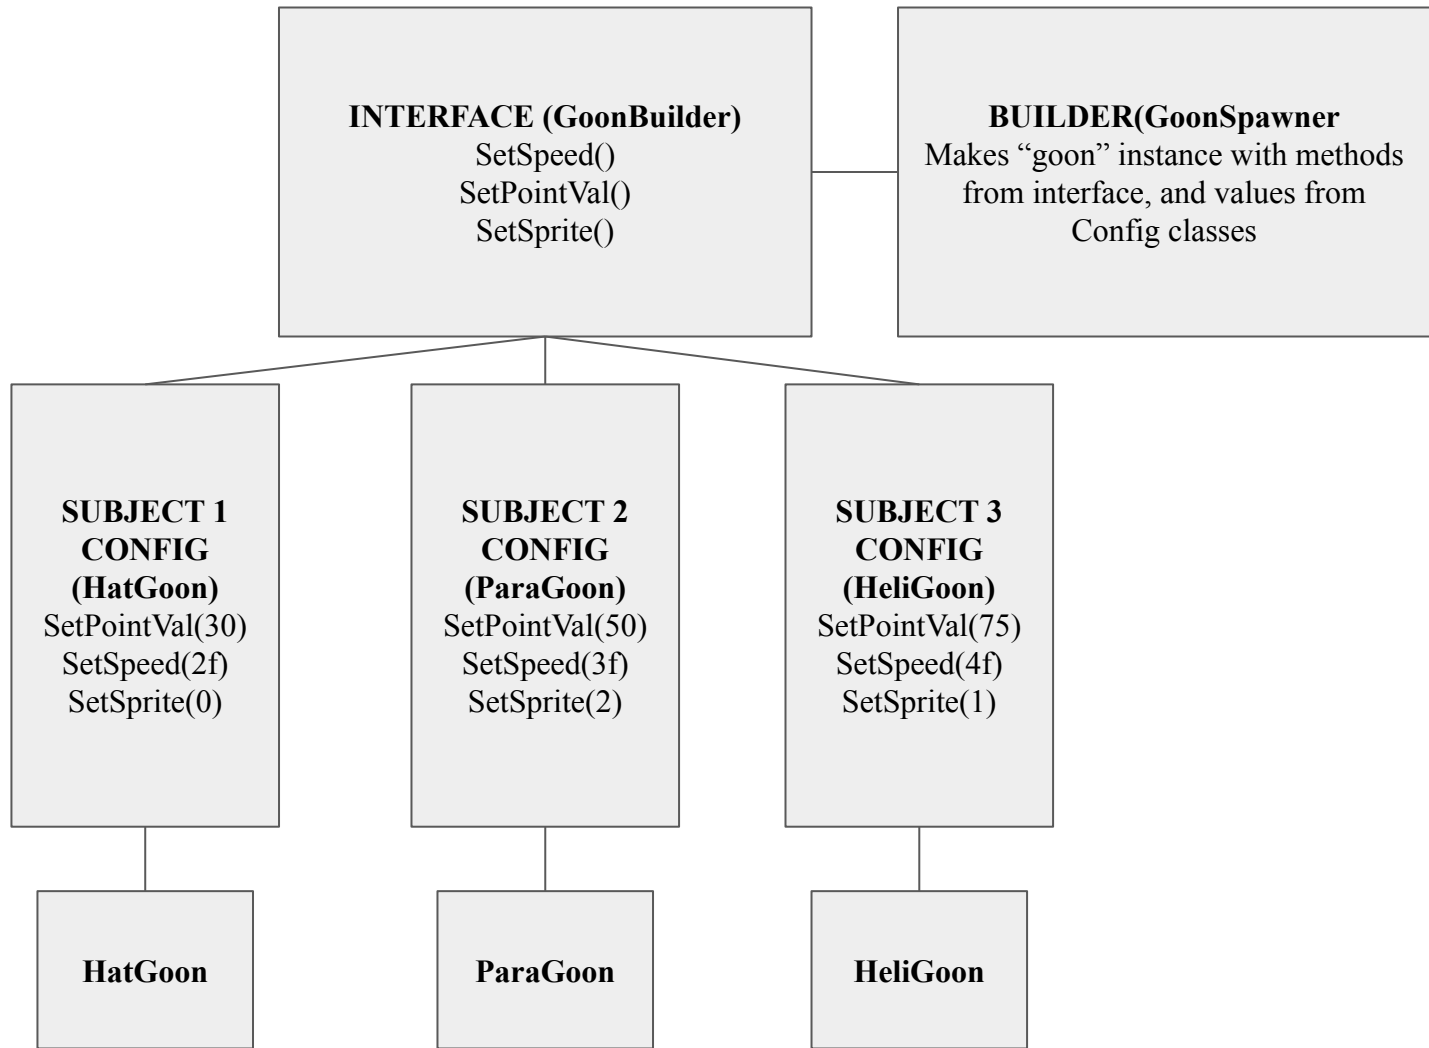 INTERFACE (GoonBuilder)
SetSpeed()
SetPointVal()
SetSprite()
BUILDER(GoonSpawner
Makes “goon” instance with methods
from interface, and values from
Config classes
SUBJECT 1
CONFIG
(HatGoon)
SetPointVal(30)
SetSpeed(2f)
SetSprite(0)
SUBJECT 2
CONFIG
(ParaGoon)
SetPointVal(50)
SetSpeed(3f)
SetSprite(2)
SUBJECT 3
CONFIG
(HeliGoon)
SetPointVal(75)
SetSpeed(4f)
SetSprite(1)
HatGoon
ParaGoon
HeliGoon